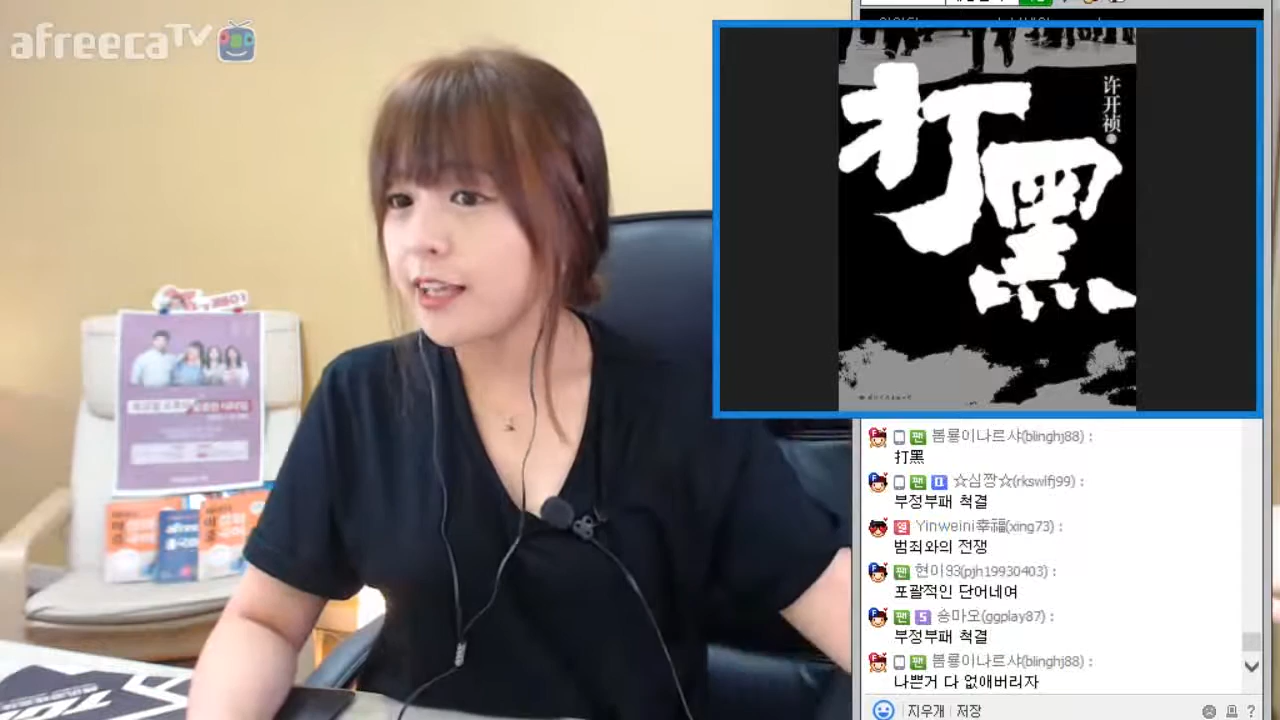 afreecaTV
打黑
许开祯
봄룡이나르샤(blinghj88) :
打黑
☆심짱☆(rkswlfj99) :
부정부패 척결
Yinweini幸福(xing73) :
범죄와의 전쟁
현이93(pjh19930403) :
포괄적인 단어네여
숑마오(ggplay87) :
부정부패 척결
봄룡이나르샤(blinghj88) :
나쁜거 다 없애버리자
지우개 저장